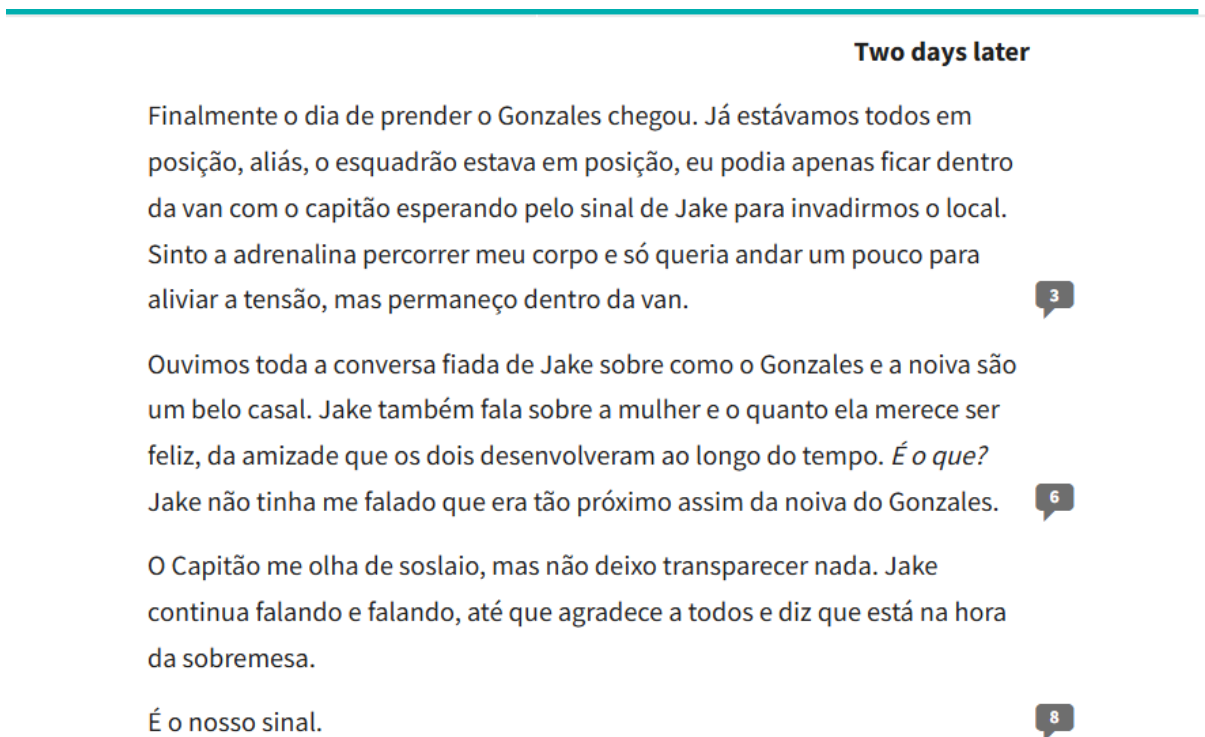 Two days later
Finalmente o dia de prender o Gonzales chegou. Já estávamos todos em
posição, aliás, o esquadrão estava em posição, eu podia apenas ficar dentro
da van com o capitão esperando pelo sinal de Jake para invadirmos o local.
Sinto a adrenalina percorrer meu corpo e só queria andar um pouco para
aliviar a tensão, mas permaneço dentro da van.
3
Ouvimos toda a conversa fiada de Jake sobre como o Gonzales e a noiva são
um belo casal. Jake também fala sobre a mulher e o quanto ela merece ser
feliz, da amizade que os dois desenvolveram ao longo do tempo. É o que?
Jake não tinha me falado que era tão próximo assim da noiva do Gonzales.
6
O Capitão me olha de soslaio, mas não deixo transparecer nada. Jake
continua falando e falando, até que agradece a todos e diz que está na hora
da sobremesa.
É o nosso sinal.
8